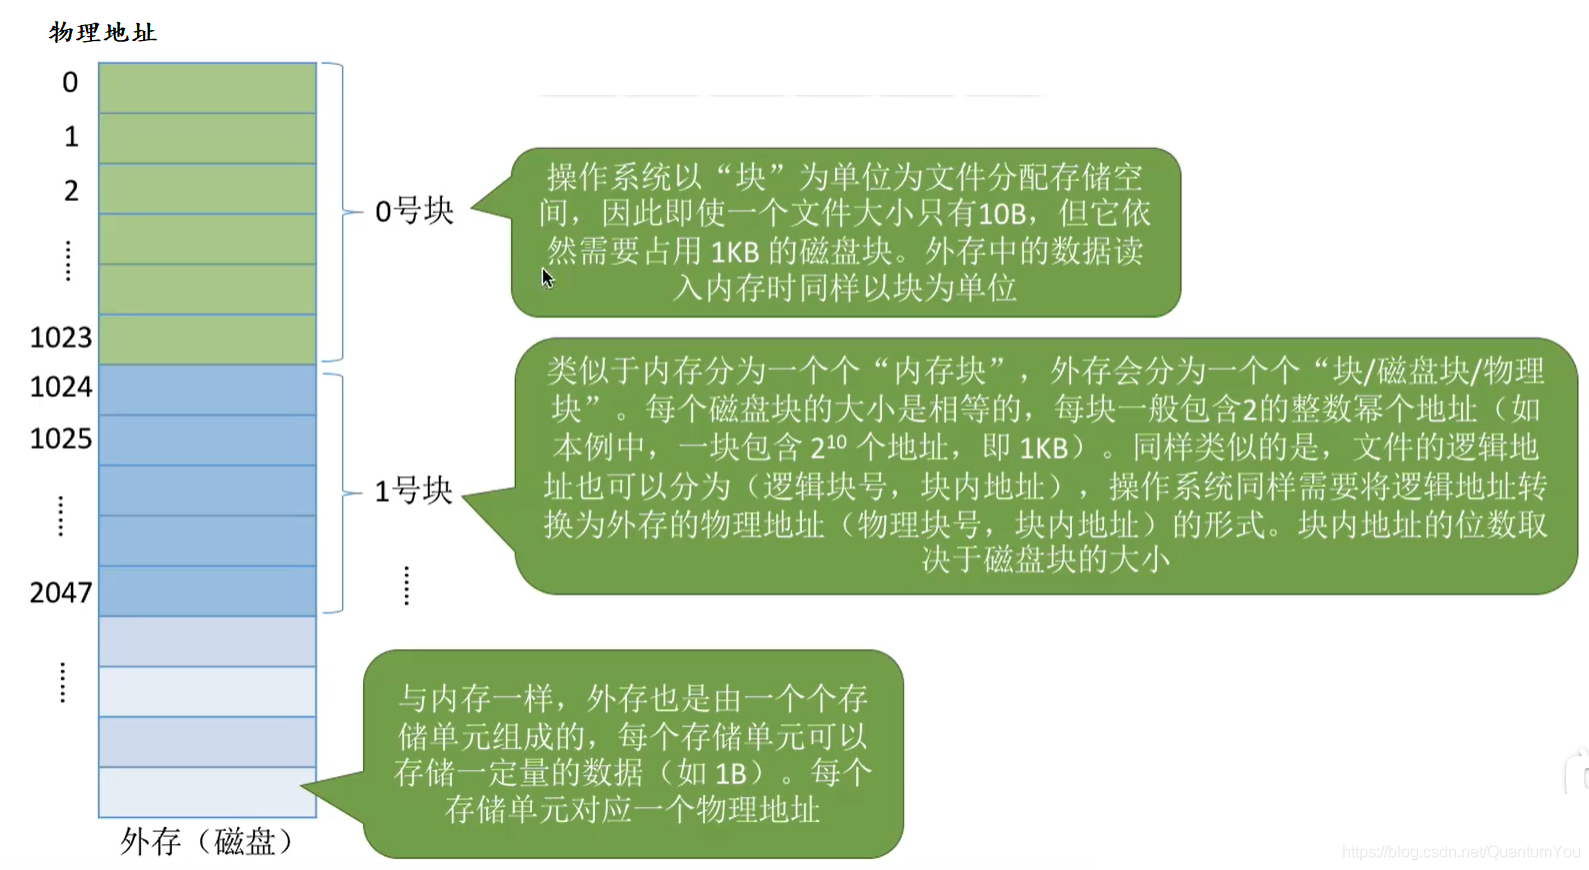 物理地址
0
1
2
……
1023
1024
1025
……
2047
……
外存（磁盘）
0号块
1号块
……
操作系统以“块”为单位为文件分配存储空
间，因此即使一个文件大小只有10B，但它依
然需要占用 1KB 的磁盘块。外存中的数据读
入内存时同样以块为单位
类似于内存分为一个个“内存块”，外存会分为一个个“块/磁盘块/物理
块”。每个磁盘块的大小是相等的，每块一般包含2的整数幂个地址（如
本例中，一块包含 2¹⁰ 个地址，即 1KB）。同样类似的是，文件的逻辑地
址也可以分为（逻辑块号，块内地址），操作系统同样需要将逻辑地址转
换为外存的物理地址（物理块号，块内地址）的形式。块内地址的位数取
决于磁盘块的大小
与内存一样，外存也是由一个个存
储单元组成的，每个存储单元可以
存储一定量的数据（如 1B）。每个
存储单元对应一个物理地址
https://blog.csdn.net/QuantumYou